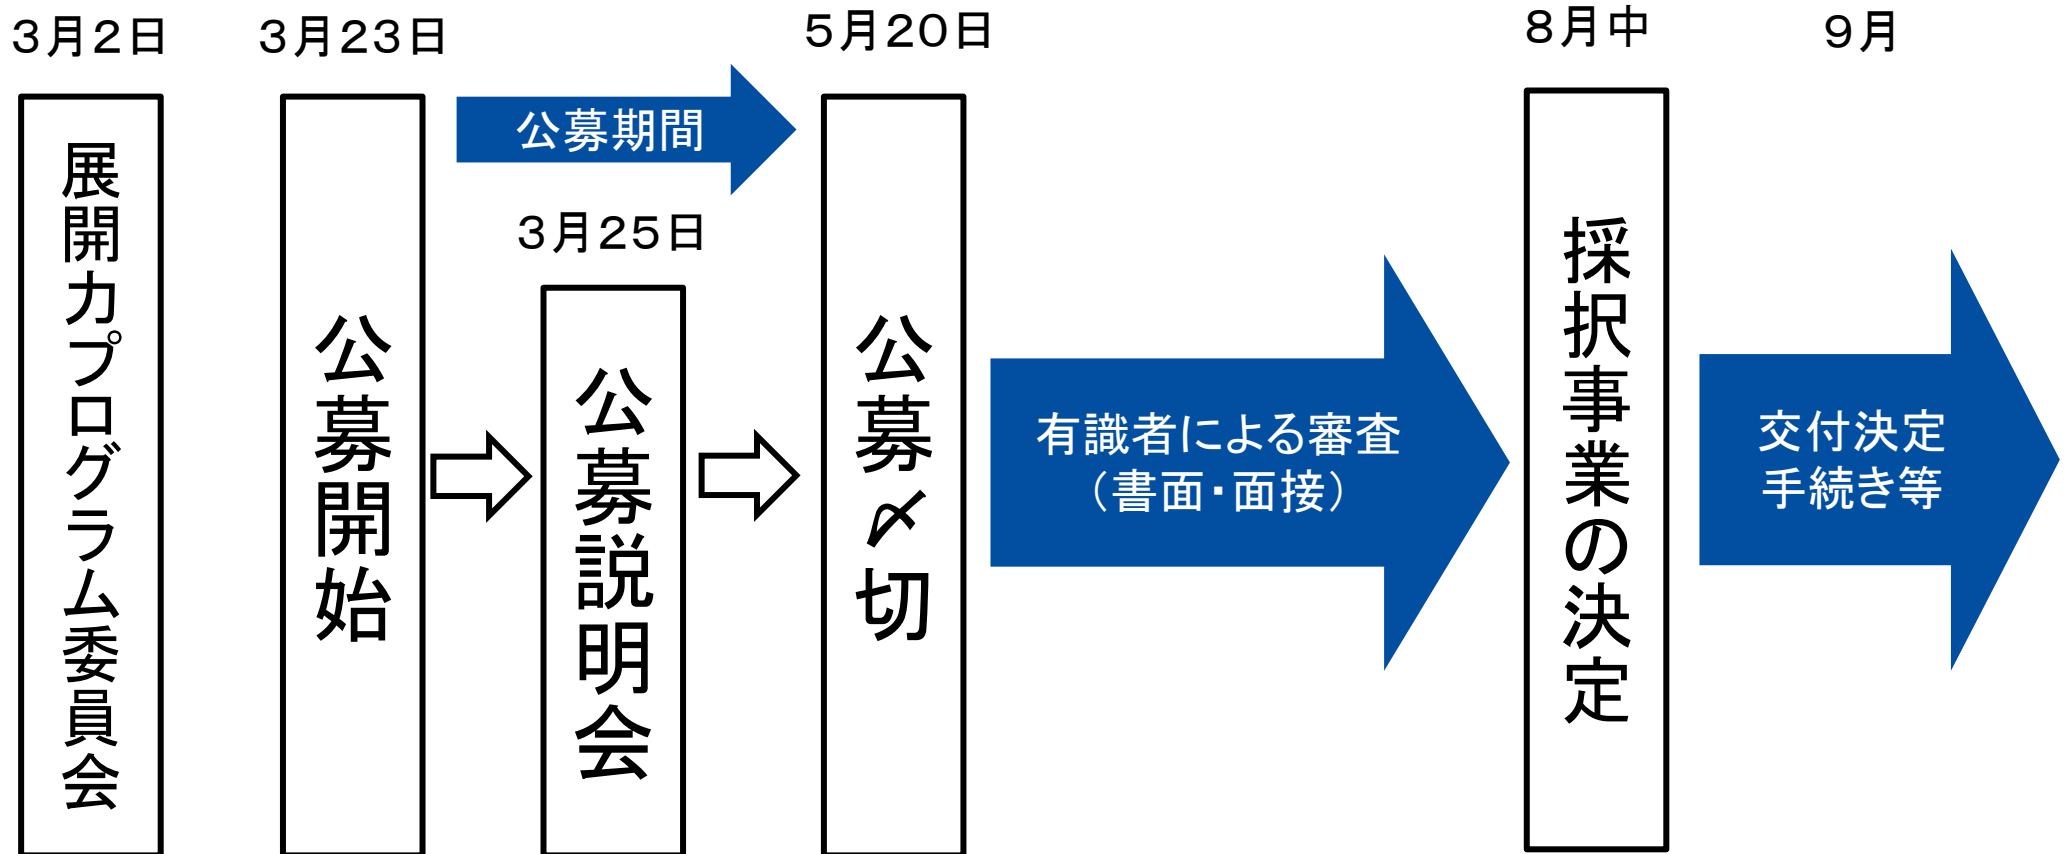 ３月２日
展開力プログラム委員会
３月２３日
公募開始
公募期間
３月２５日
公募説明会
５月２０日
公募〆切
有識者による審査
（書面・面接）
８月中
採択事業の決定
９月
交付決定
手続き等